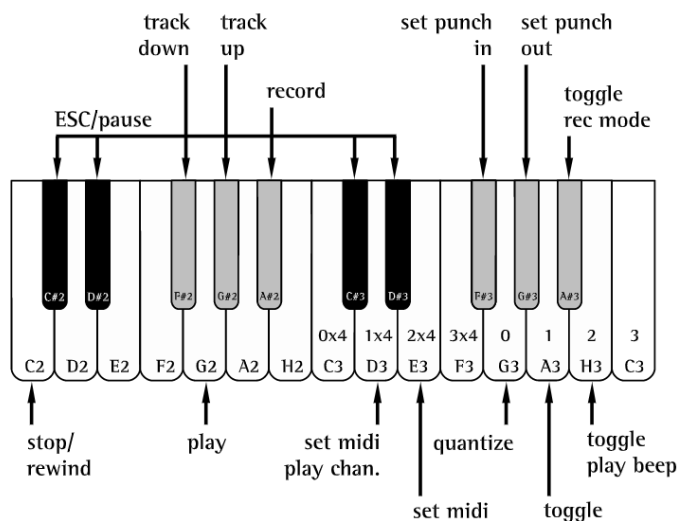 track
down
track
up
set punch
in
set punch
out
record
toggle
rec mode
ESC/pause
C#2
D#2
F#2
G#2
A#2
C#3
D#3
F#3
G#3
A#3
0x4
1x4
2x4
3x4
0
1
2
3
C2
D2
E2
F2
G2
A2
H2
C3
D3
E3
F3
G3
A3
H3
C3
stop/
rewind
play
set midi
play chan.
quantize
toggle
play beep
set midi
toggle